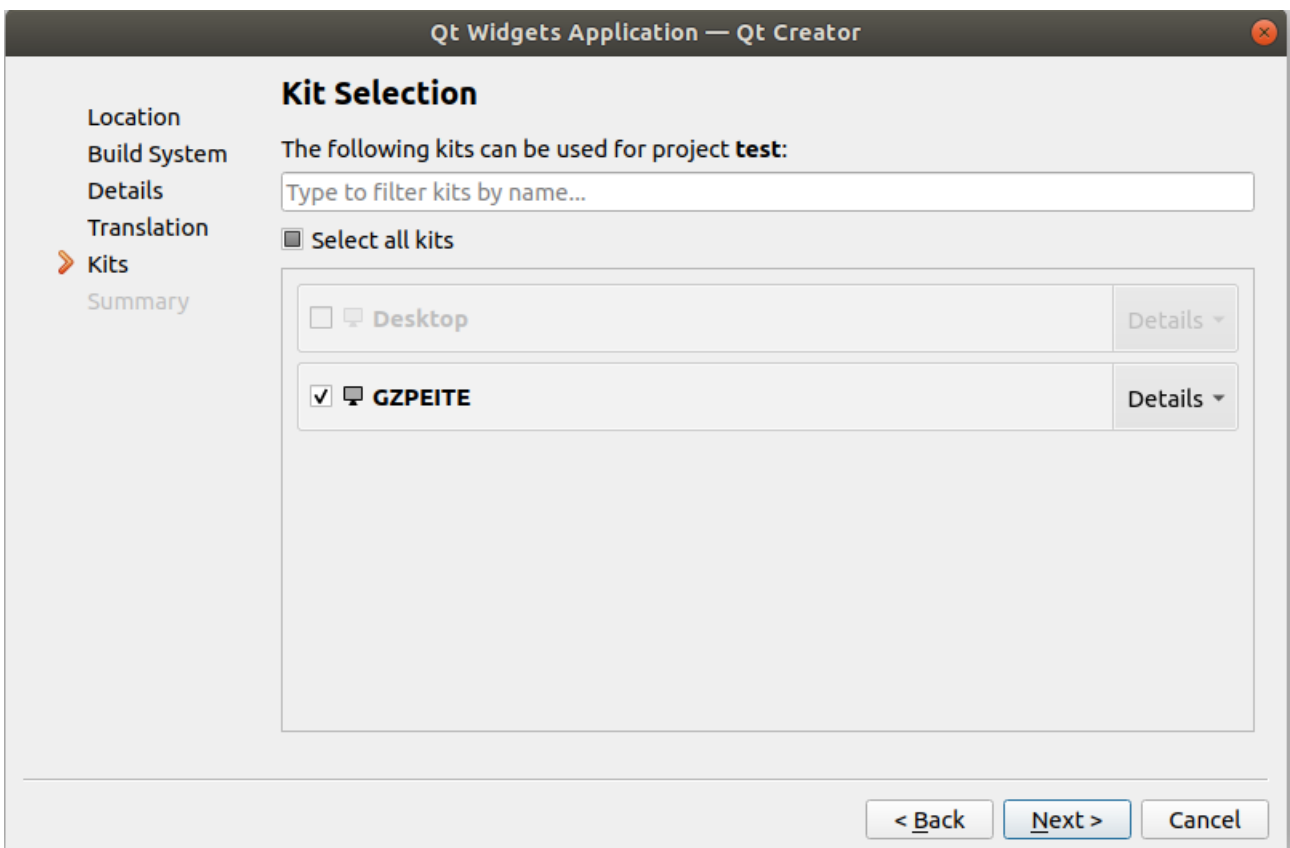 Qt Widgets Application — Qt Creator
Location
Build System
Details
Translation
Kits
Summary
Kit Selection
The following kits can be used for project test:
Type to filter kits by name...
Select all kits
Desktop
Details
GZPEITE
Details
< Back
Next >
Cancel